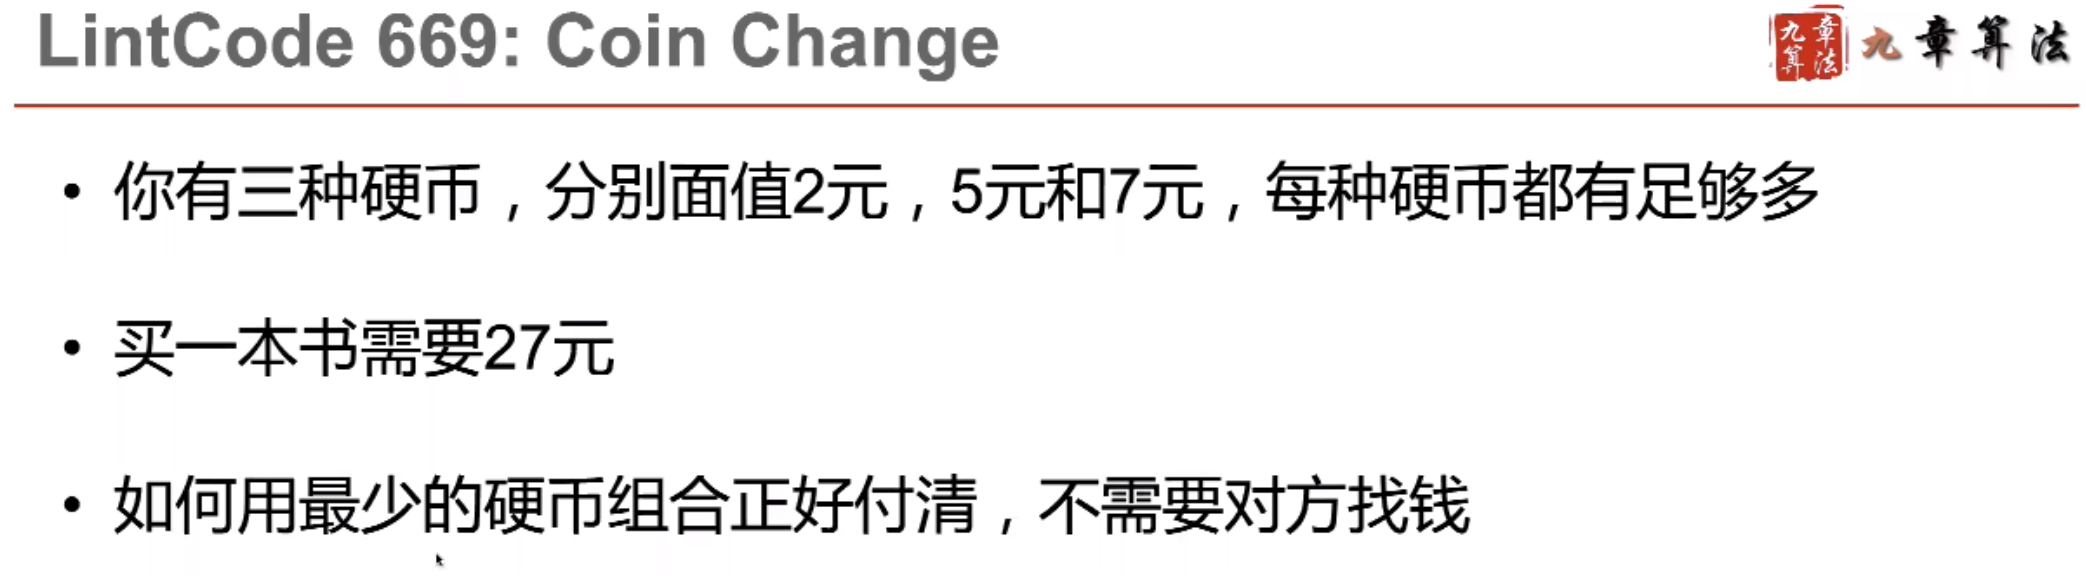 LintCode 669: Coin Change
九章算法
九章算法
• 你有三种硬币，分别面值2元，5元和7元，每种硬币都有足够多
• 买一本书需要27元
• 如何用最少的硬币组合正好付清，不需要对方找钱